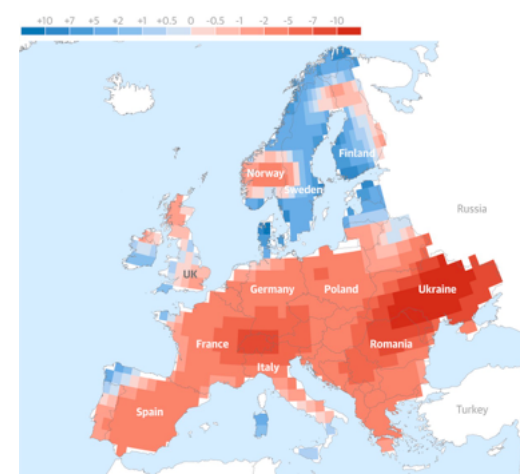 +10 +7 +5 +2 +1 +0.5 0 -0.5 -1 -2 -5 -7 -10
Norway
Finland
Sweden
Russia
UK
Germany
Poland
Ukraine
France
Romania
Italy
Spain
Turkey